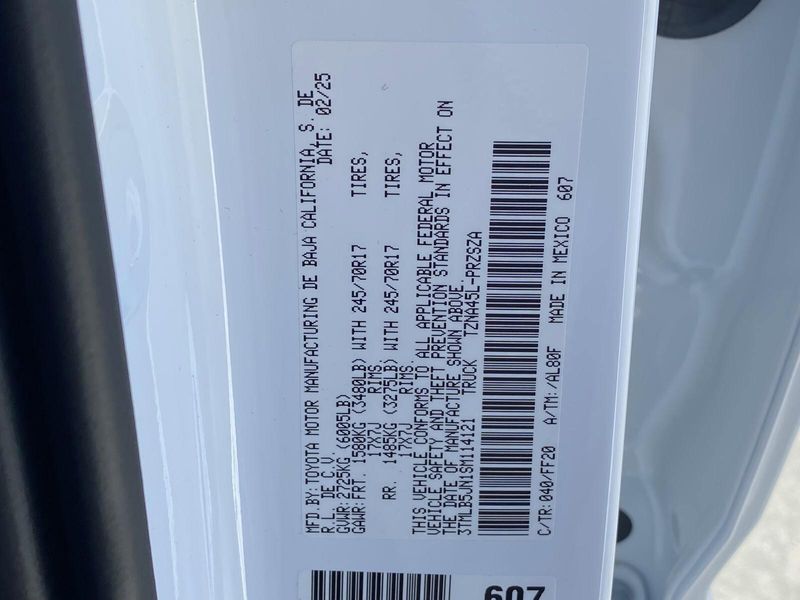 MFD.BY:TOYOTA MOTOR MANUFACTURING DE BAJA CALIFORNIA, S. DE
R.L. DE C.V. DATE: 02/25
GVWR:2725KG (6005LB)
GAWR:FRT. 1580KG (3480LB) WITH 245/70R17 TIRES,
17X7J RIMS
RR. 1485KG (3275LB) WITH 245/70R17 TIRES,
17X7J RIMS.
THIS VEHICLE CONFORMS TO ALL APPLICABLE FEDERAL MOTOR
VEHICLE SAFETY AND THEFT PREVENTION STANDARDS IN EFFECT ON
THE DATE OF MANUFACTURE SHOWN ABOVE.
3TMLB5JN1SM114121 TRUCK TZNA45L-PRZSZA
C/TR:040/FF20 A/TM:/AL80F MADE IN MEXICO 607
607